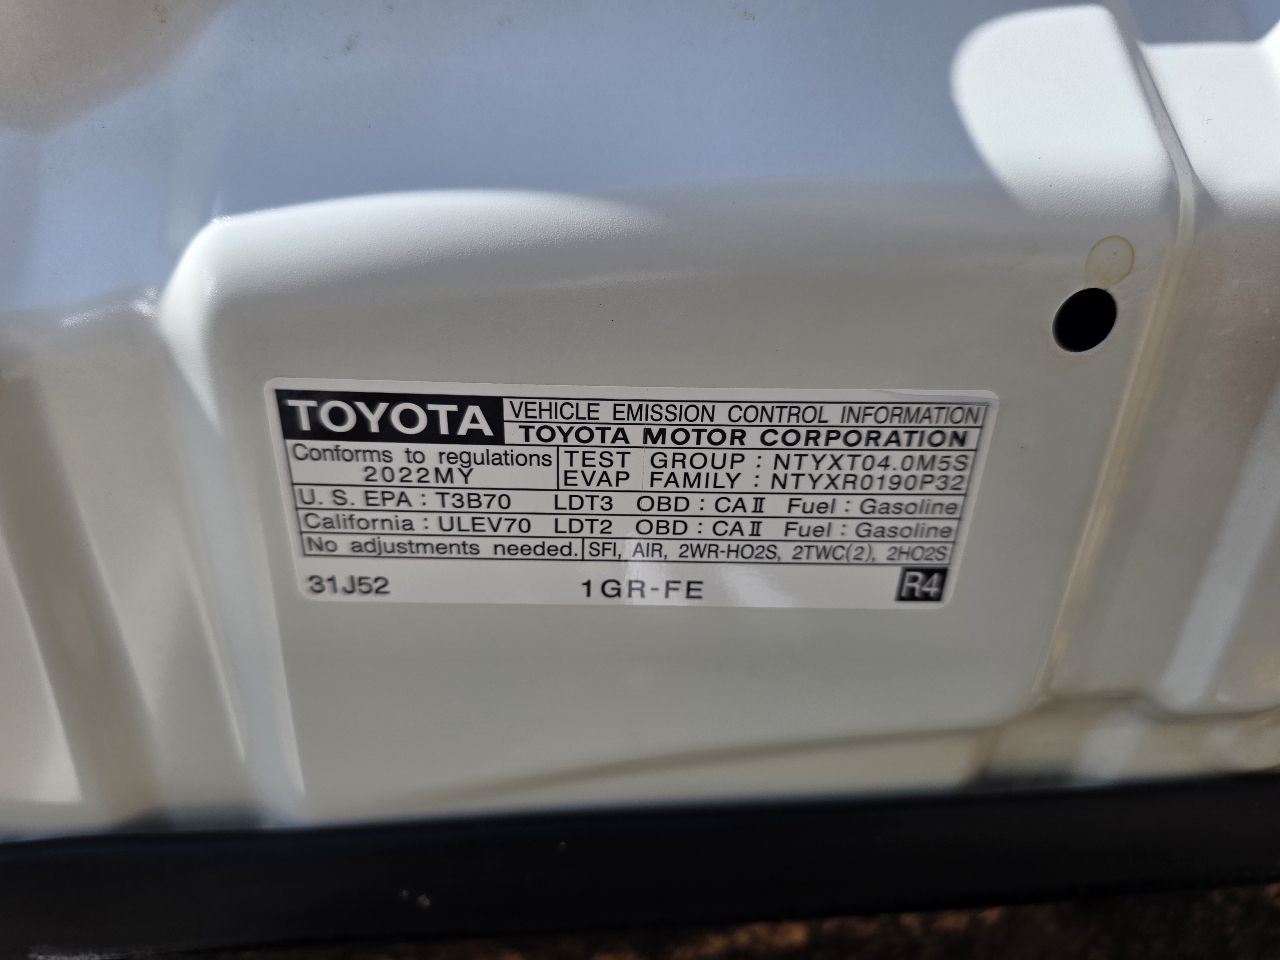 TOYOTA VEHICLE EMISSION CONTROL INFORMATION
TOYOTA MOTOR CORPORATION
Conforms to regulations
2022MY
TEST GROUP : NTYXT04.0M5S
EVAP FAMILY : NTYXR0190P32
U. S. EPA : T3B70 LDT3 OBD : CAⅡ Fuel : Gasoline
California : ULEV70 LDT2 OBD : CAⅡ Fuel : Gasoline
No adjustments needed. SFI, AIR, 2WR-HO2S, 2TWC(2), 2HO2S
31J52 1GR-FE R4